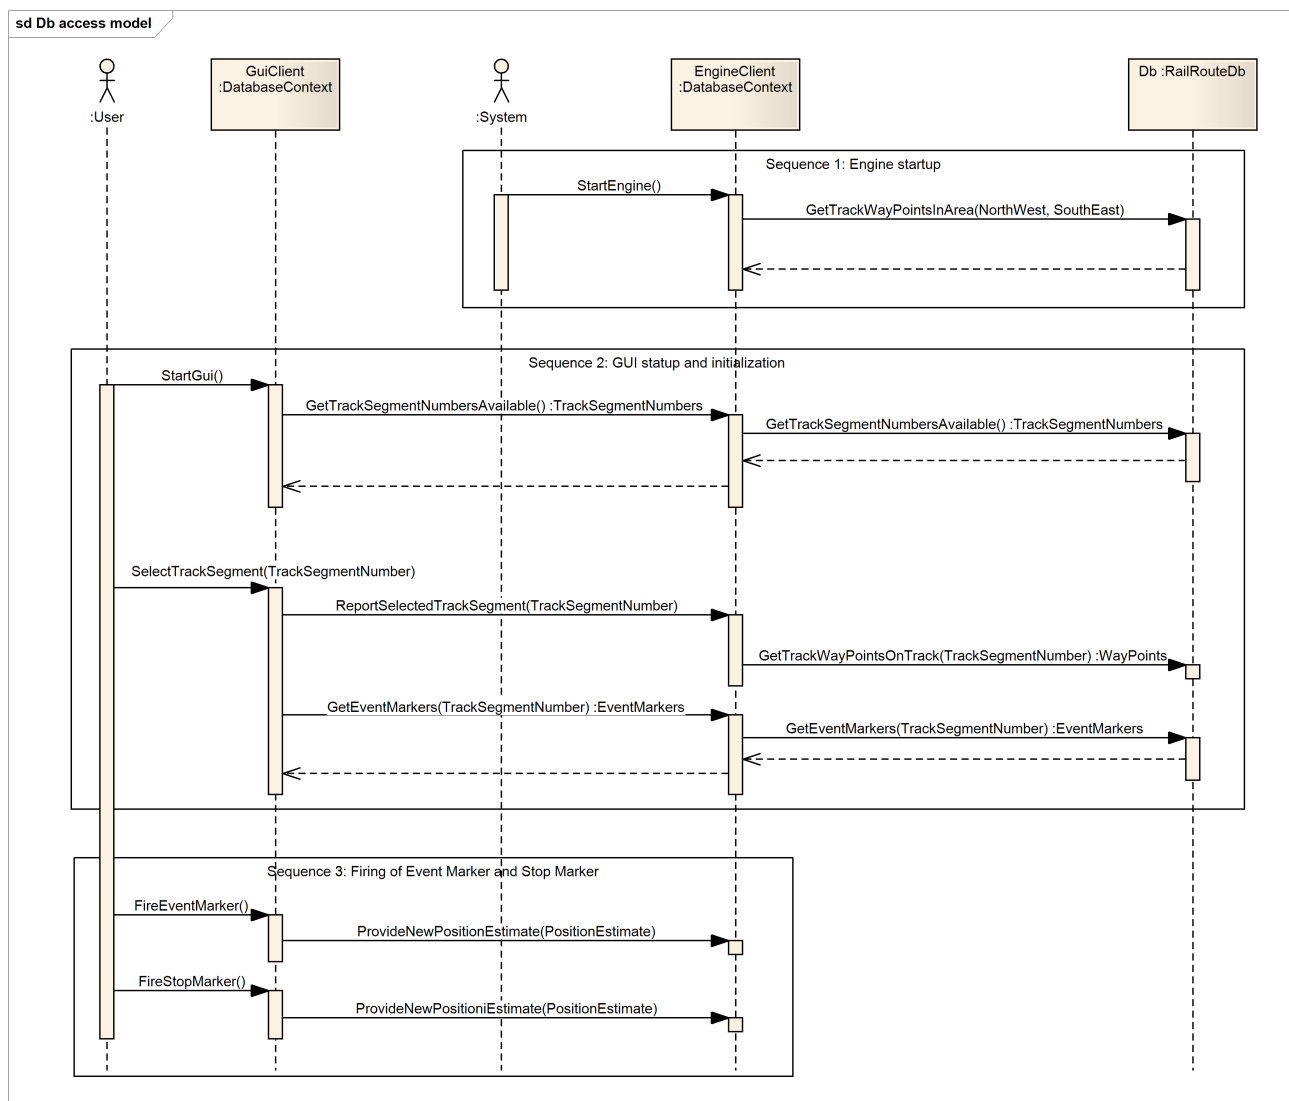 sd Db access model
:User
GuiClient
:DatabaseContext
:System
EngineClient
:DatabaseContext
Db :RailRouteDb
Sequence 1: Engine startup
StartEngine()
GetTrackWayPointsInArea(NorthWest, SouthEast)
Sequence 2: GUI statup and initialization
StartGui()
GetTrackSegmentNumbersAvailable() :TrackSegmentNumbers
GetTrackSegmentNumbersAvailable() :TrackSegmentNumbers
SelectTrackSegment(TrackSegmentNumber)
ReportSelectedTrackSegment(TrackSegmentNumber)
GetTrackWayPointsOnTrack(TrackSegmentNumber) :WayPoints
GetEventMarkers(TrackSegmentNumber) :EventMarkers
GetEventMarkers(TrackSegmentNumber) :EventMarkers
Sequence 3: Firing of Event Marker and Stop Marker
FireEventMarker()
ProvideNewPositionEstimate(PositionEstimate)
FireStopMarker()
ProvideNewPositioniEstimate(PositionEstimate)